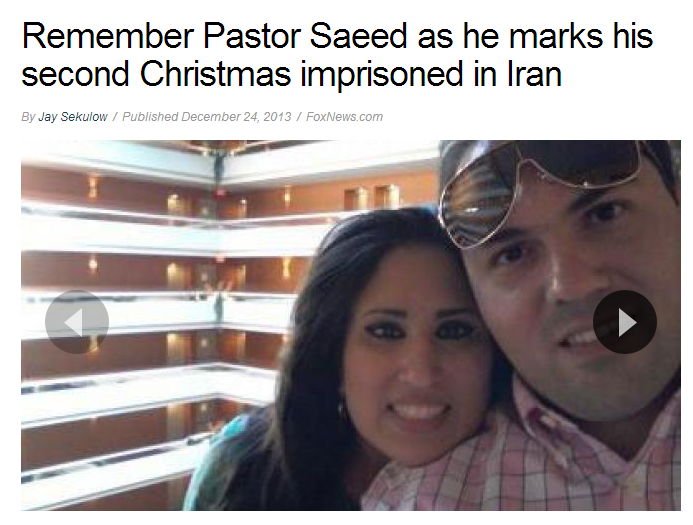 Remember Pastor Saeed as he marks his
second Christmas imprisoned in Iran
By Jay Sekulow / Published December 24, 2013 / FoxNews.com